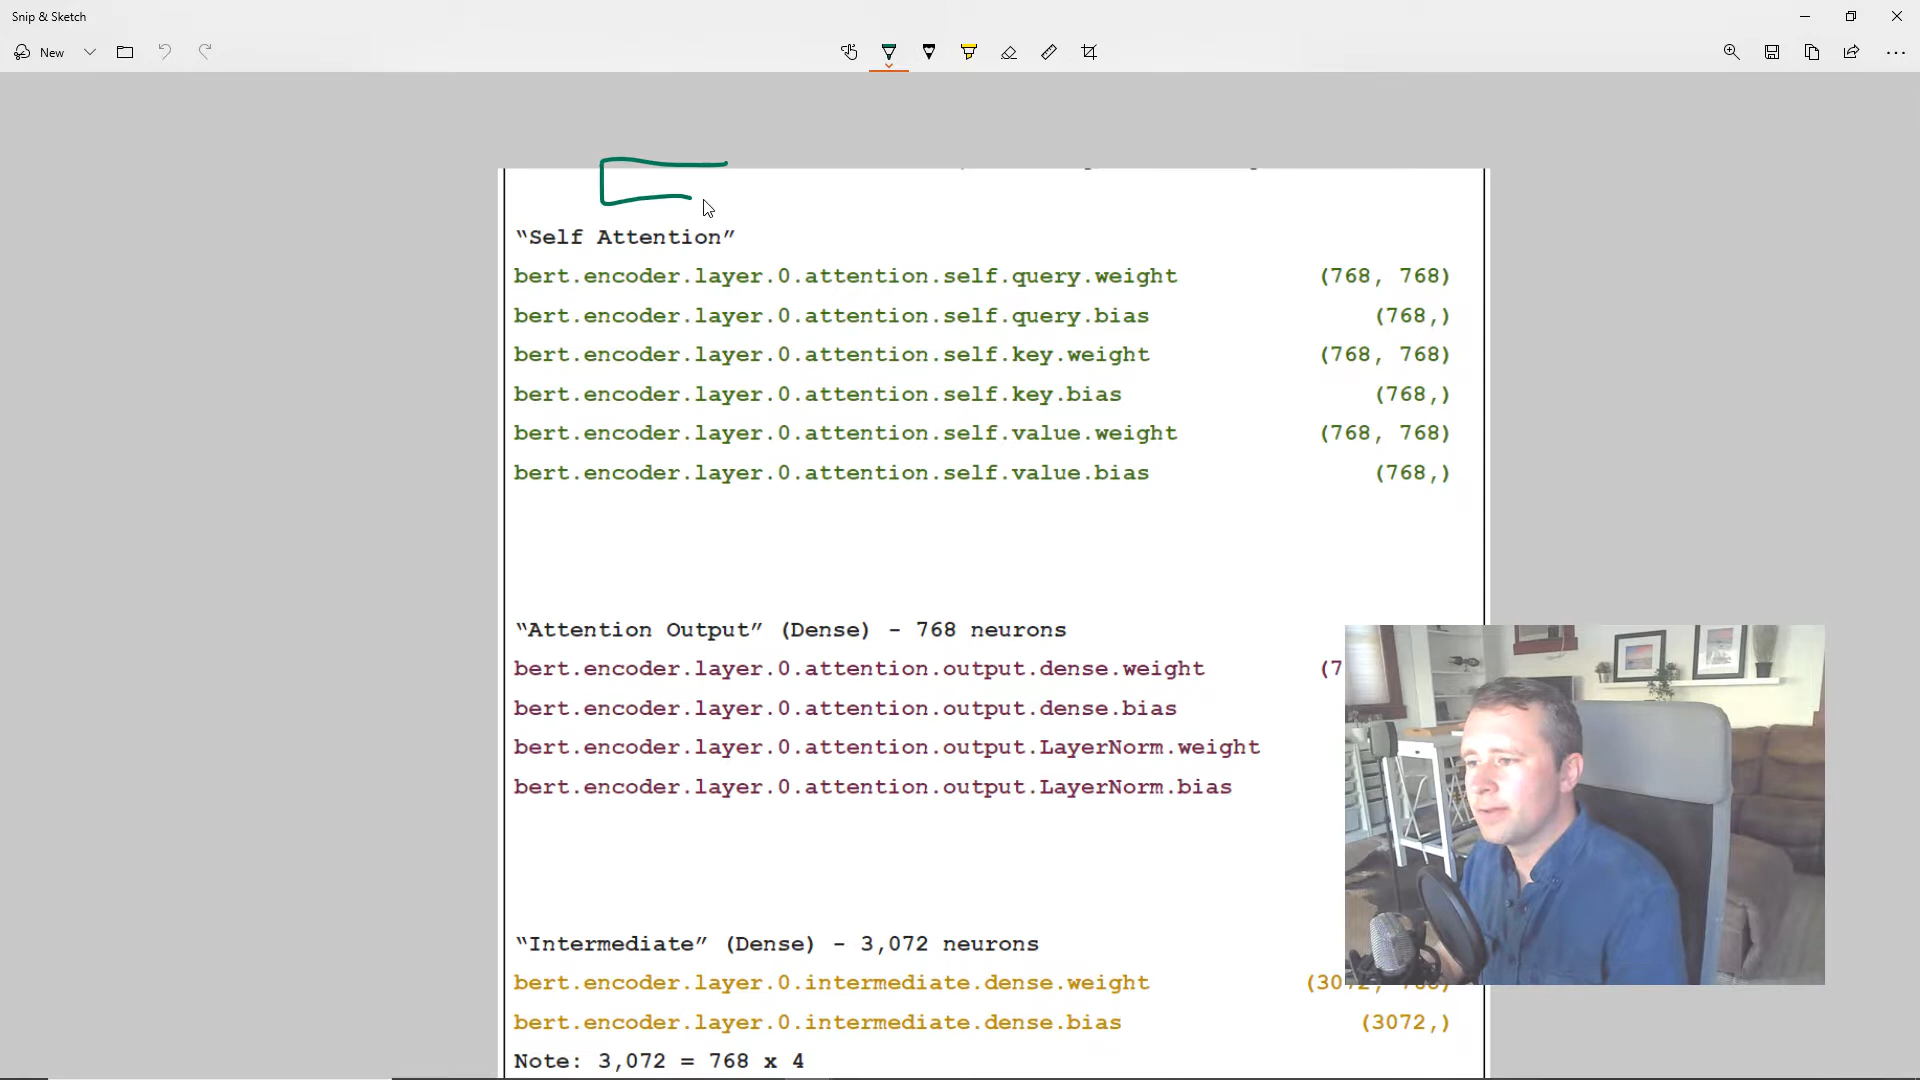 Snip & Sketch
New
“Self Attention”
bert.encoder.layer.0.attention.self.query.weight (768, 768)
bert.encoder.layer.0.attention.self.query.bias (768,)
bert.encoder.layer.0.attention.self.key.weight (768, 768)
bert.encoder.layer.0.attention.self.key.bias (768,)
bert.encoder.layer.0.attention.self.value.weight (768, 768)
bert.encoder.layer.0.attention.self.value.bias (768,)
“Attention Output” (Dense) - 768 neurons
bert.encoder.layer.0.attention.output.dense.weight (7
bert.encoder.layer.0.attention.output.dense.bias
bert.encoder.layer.0.attention.output.LayerNorm.weight
bert.encoder.layer.0.attention.output.LayerNorm.bias
“Intermediate” (Dense) - 3,072 neurons
bert.encoder.layer.0.intermediate.dense.weight
bert.encoder.layer.0.intermediate.dense.bias (3072,)
Note: 3,072 = 768 x 4